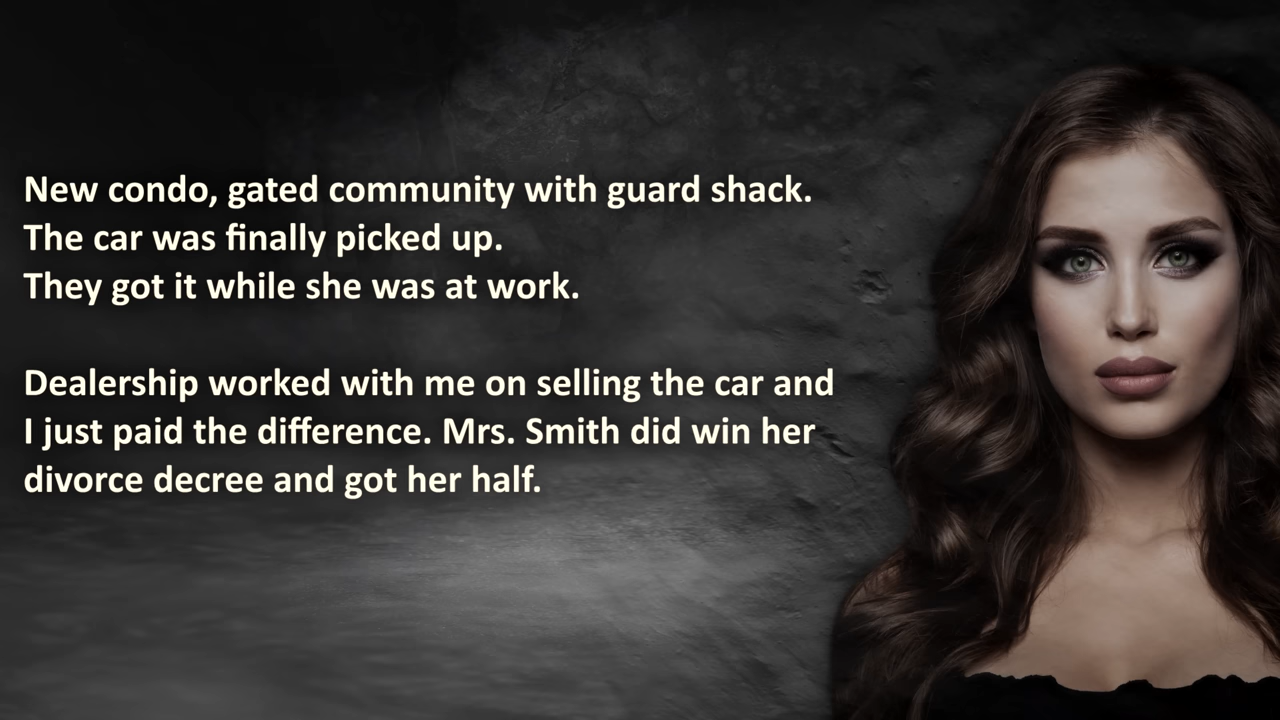 New condo, gated community with guard shack.
The car was finally picked up.
They got it while she was at work.
Dealership worked with me on selling the car and
I just paid the difference. Mrs. Smith did win her
divorce decree and got her half.